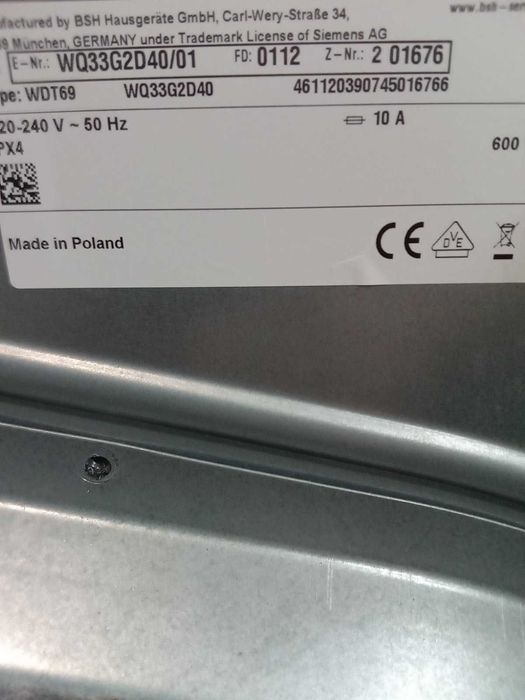 www.bsh-ser
ufactured by BSH Hausgeräte GmbH, Carl-Wery-Straße 34,
9 München, GERMANY under Trademark License of Siemens AG
E-Nr.: WQ33G2D40/01 FD: 0112 Z-Nr.: 2 01676
pe: WDT69 WQ33G2D40 461120390745016766
20-240 V ~ 50 Hz 10 A
PX4 600
Made in Poland CE DVE